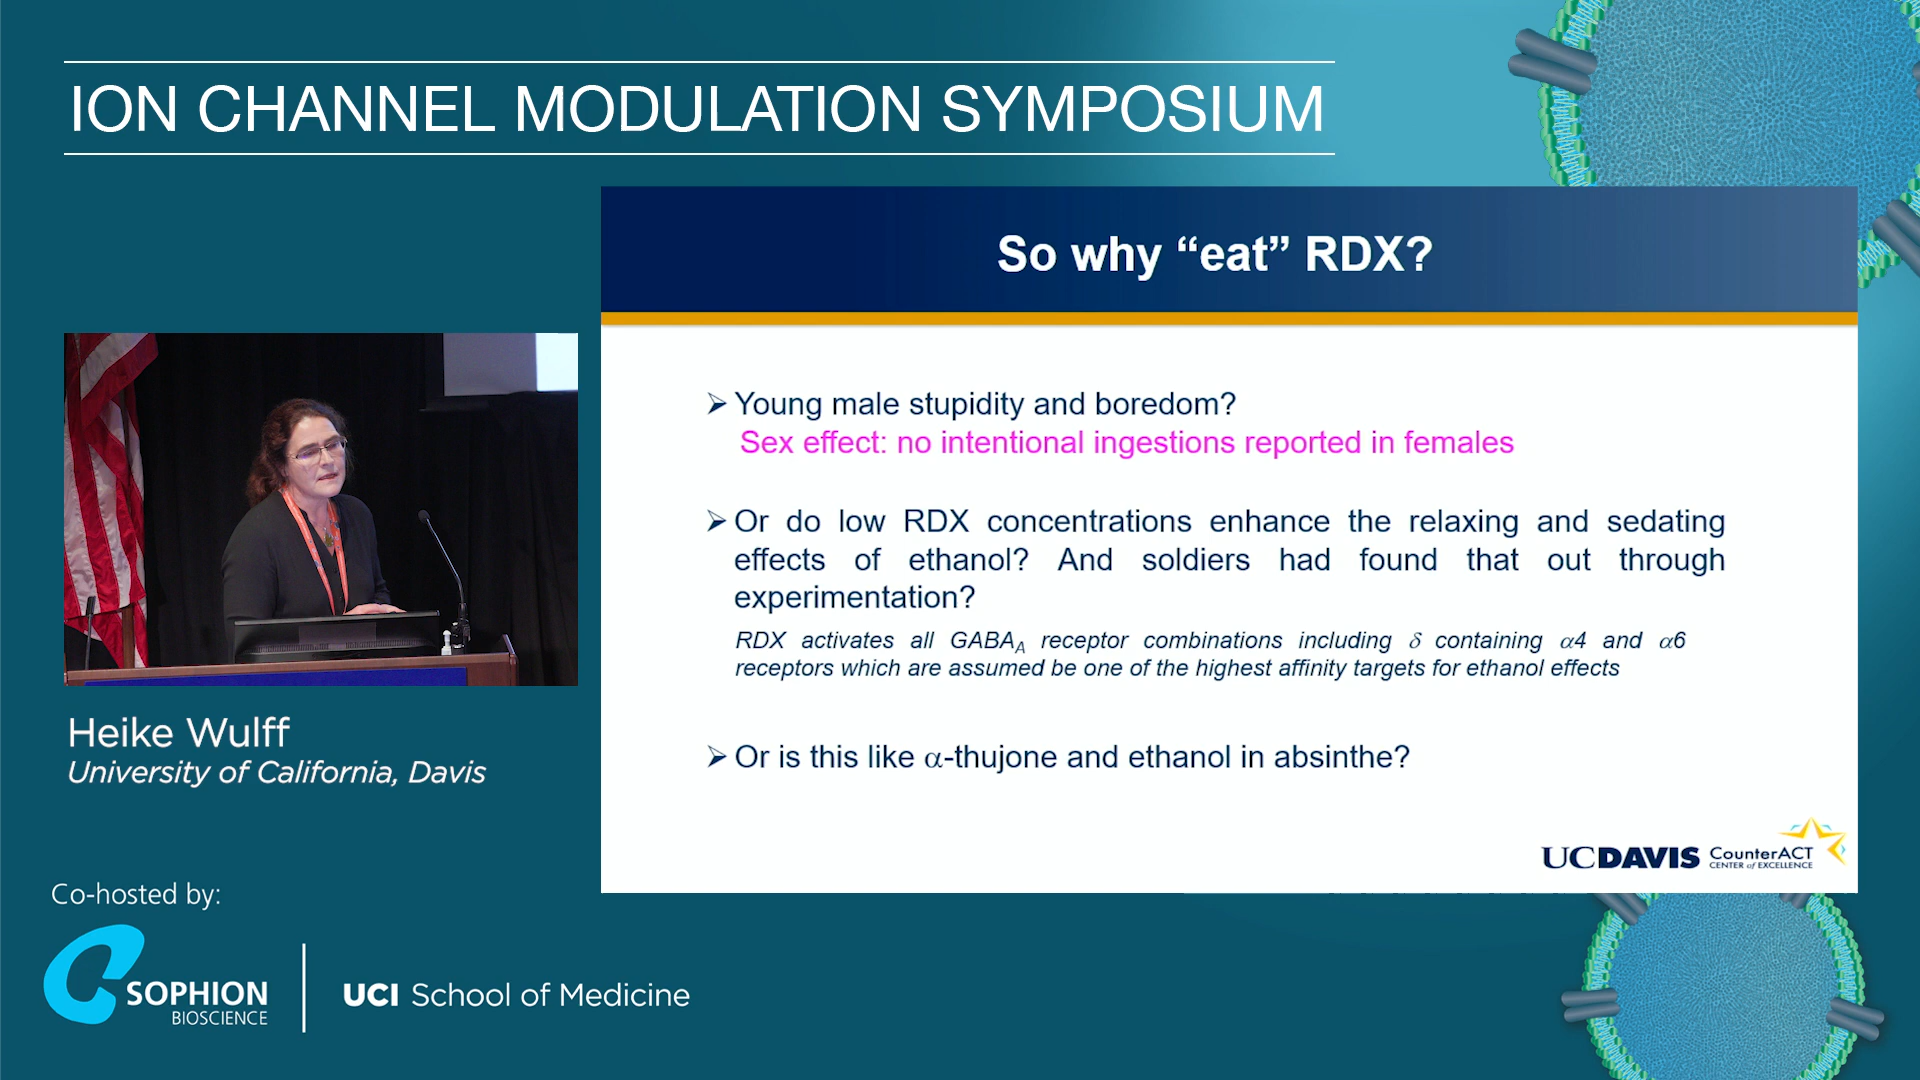 ION CHANNEL MODULATION SYMPOSIUM
So why “eat” RDX?
➢ Young male stupidity and boredom?
Sex effect: no intentional ingestions reported in females
➢ Or do low RDX concentrations enhance the relaxing and sedating
effects of ethanol? And soldiers had found that out through
experimentation?
RDX activates all GABAA receptor combinations including δ containing α4 and α6
receptors which are assumed be one of the highest affinity targets for ethanol effects
➢ Or is this like α-thujone and ethanol in absinthe?
UCDAVIS
CounterACT
CENTER of EXCELLENCE
Heike Wulff
University of California, Davis
Co-hosted by:
SOPHION
BIOSCIENCE
UCI School of Medicine